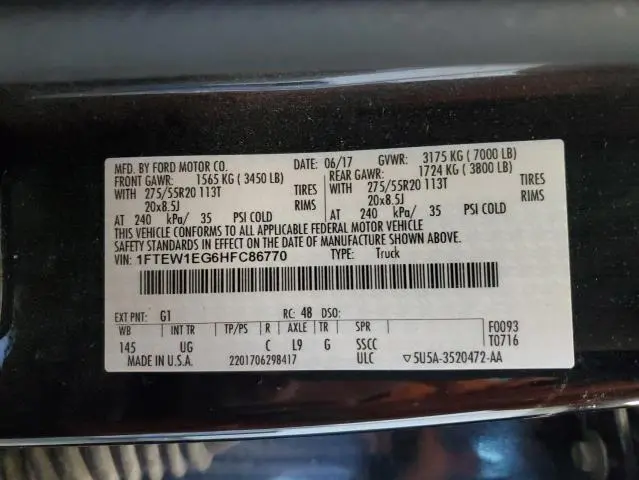 MFD. BY FORD MOTOR CO. DATE: 06/17 GVWR: 3175 KG ( 7000 LB)
FRONT GAWR: 1565 KG ( 3450 LB) REAR GAWR: 1724 KG ( 3800 LB)
WITH 275/55R20 113T TIRES WITH 275/55R20 113T TIRES
20x8.5J RIMS 20x8.5J RIMS
AT 240 kPa/ 35 PSI COLD AT 240 kPa/ 35 PSI COLD
THIS VEHICLE CONFORMS TO ALL APPLICABLE FEDERAL MOTOR VEHICLE
SAFETY STANDARDS IN EFFECT ON THE DATE OF MANUFACTURE SHOWN ABOVE.
VIN: 1FTEW1EG6HFC86770 TYPE: Truck
EXT PNT: G1 RC: 48 DSO: F0093
WB INT TR TP/PS R AXLE TR SPR T0716
145 UG C L9 G SSCC
MADE IN U.S.A. 2201706298417 ULC ▽5U5A-3520472-AA